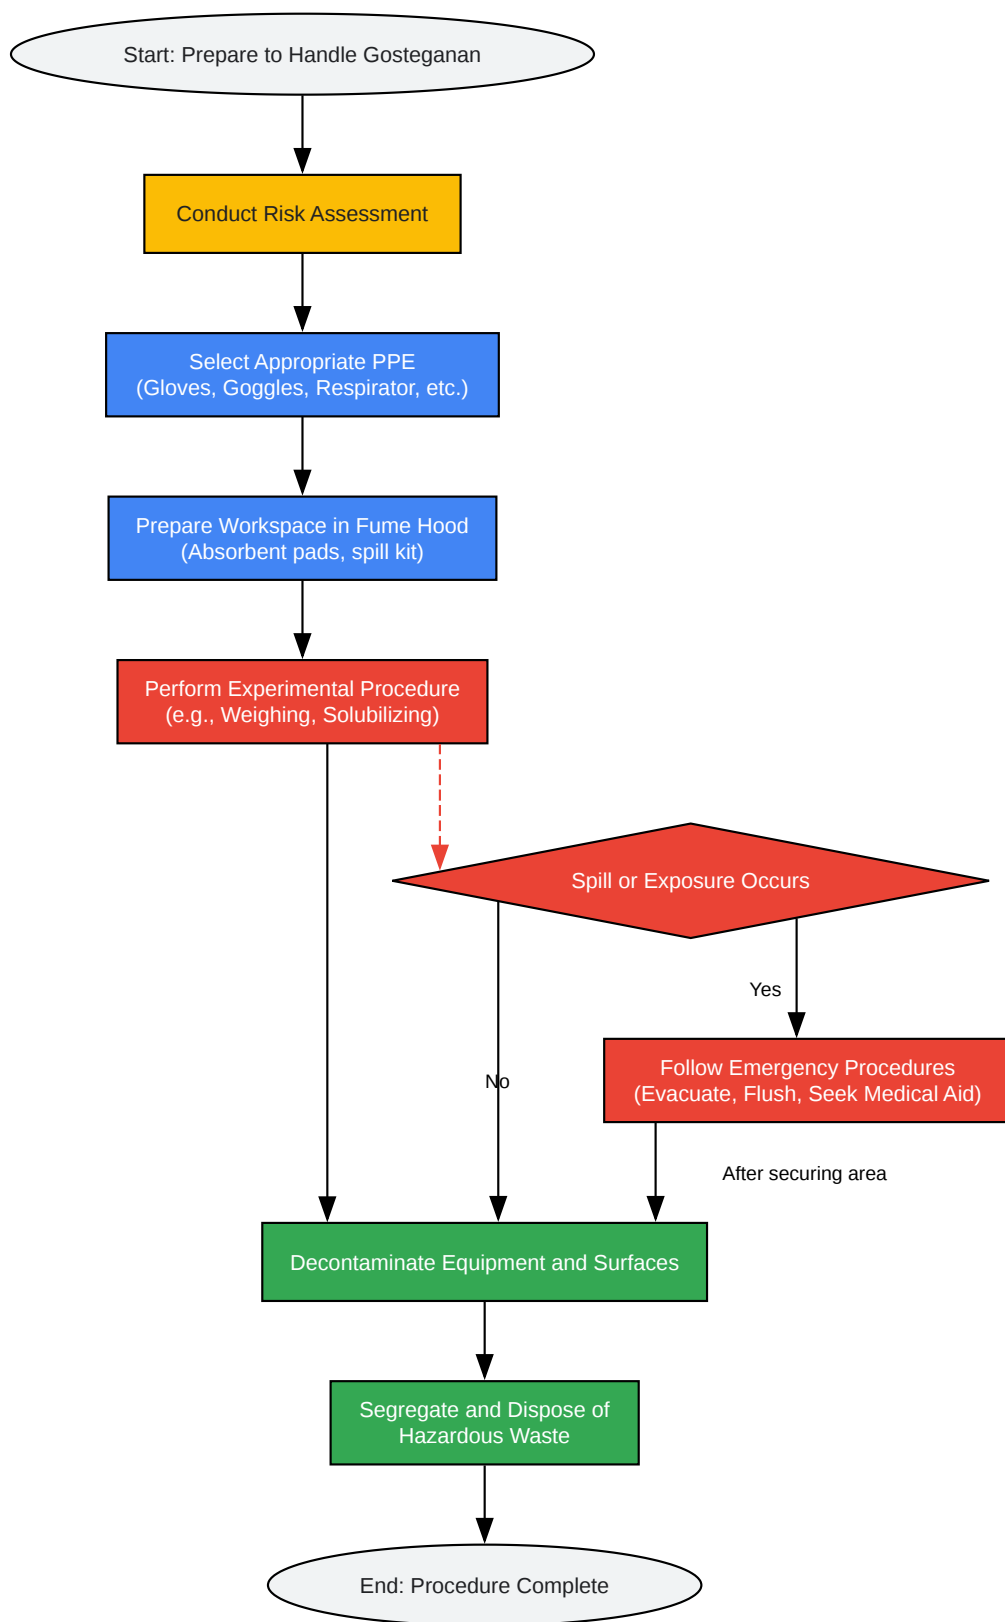 Start: Prepare to Handle Gosteganan
Conduct Risk Assessment
Select Appropriate PPE
(Gloves, Goggles, Respirator, etc.)
Prepare Workspace in Fume Hood
(Absorbent pads, spill kit)
Perform Experimental Procedure
(e.g., Weighing, Solubilizing)
Spill or Exposure Occurs
Yes
Follow Emergency Procedures
(Evacuate, Flush, Seek Medical Aid)
No
After securing area
Decontaminate Equipment and Surfaces
Segregate and Dispose of
Hazardous Waste
End: Procedure Complete